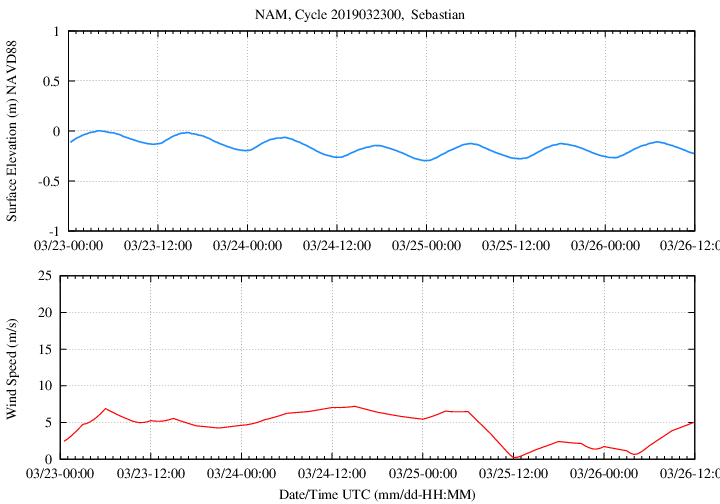 NAM, Cycle 2019032300,  Sebastian
Surface Elevation (m) NAVD88
1
0.5
0
-0.5
-1
03/23-00:00 03/23-12:00 03/24-00:00 03/24-12:00 03/25-00:00 03/25-12:00 03/26-00:00 03/26-12:0
Wind Speed (m/s)
25
20
15
10
5
0
03/23-00:00 03/23-12:00 03/24-00:00 03/24-12:00 03/25-00:00 03/25-12:00 03/26-00:00 03/26-12:0
Date/Time UTC (mm/dd-HH:MM)